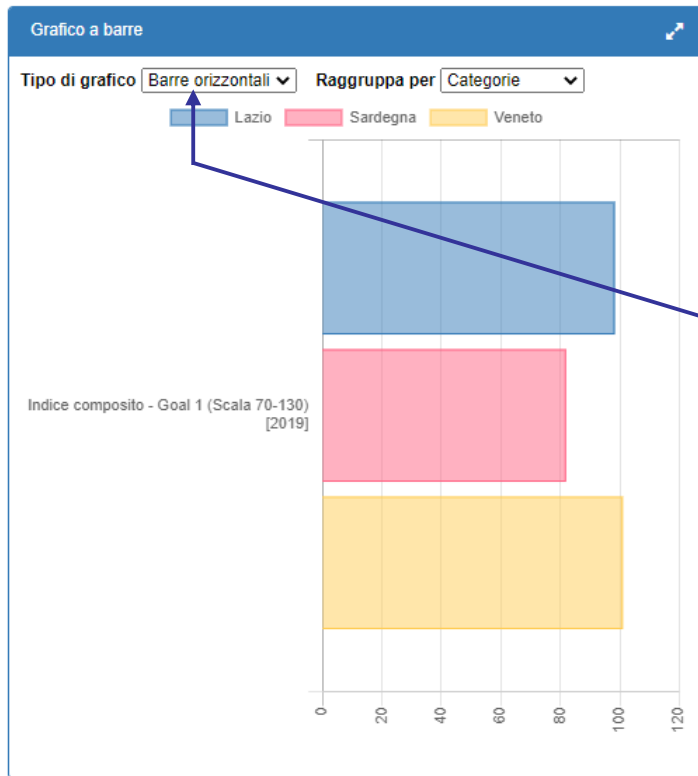 Grafico a barre
Tipo di grafico Barre orizzontali Raggruppa per Categorie
Lazio Sardegna Veneto
Indice composito - Goal 1 (Scala 70-130)
[2019]
0 20 40 60 80 100 120